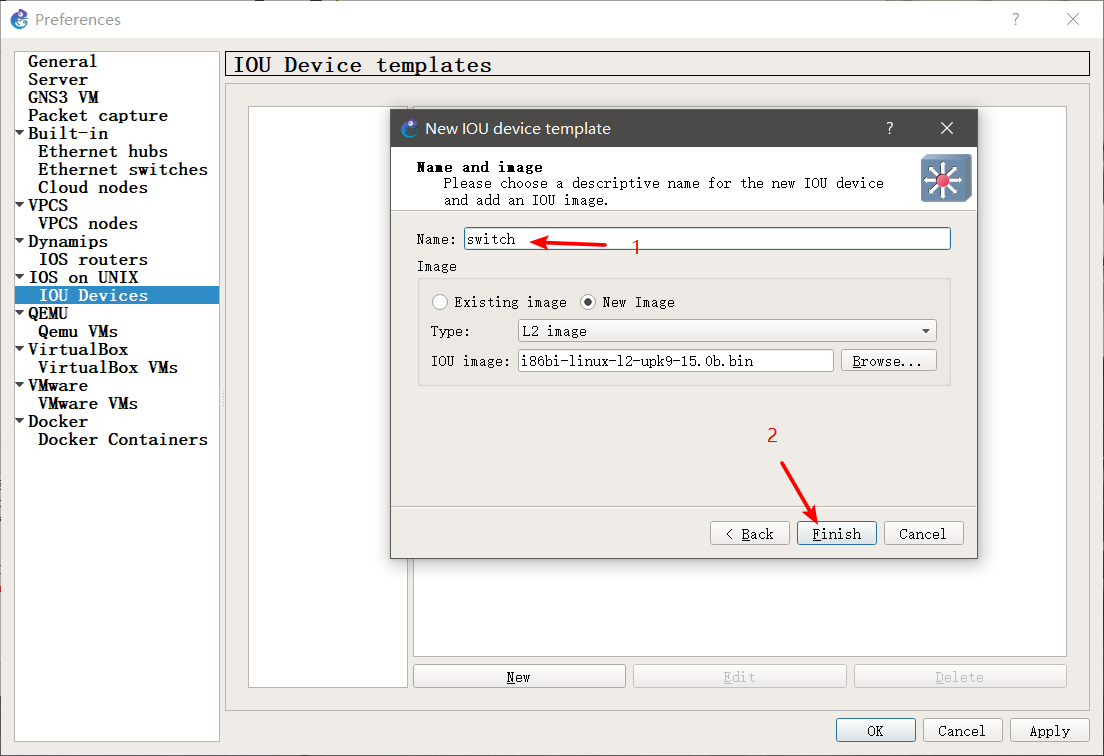 Preferences
?
General
Server
GNS3 VM
Packet capture
Built-in
Ethernet hubs
Ethernet switches
Cloud nodes
VPCS
VPCS nodes
Dynamips
IOS routers
IOS on UNIX
IOU Devices
QEMU
Qemu VMs
VirtualBox
VirtualBox VMs
VMware
VMware VMs
Docker
Docker Containers
IOU Device templates
New IOU device template
?
Name and image
Please choose a descriptive name for the new IOU device
and add an IOU image.
Name: switch
1
Image
Existing image New Image
Type: L2 image
IOU image: i86bi-linux-l2-upk9-15.0b.bin Browse...
2
< Back Finish Cancel
New Edit Delete
OK Cancel Apply